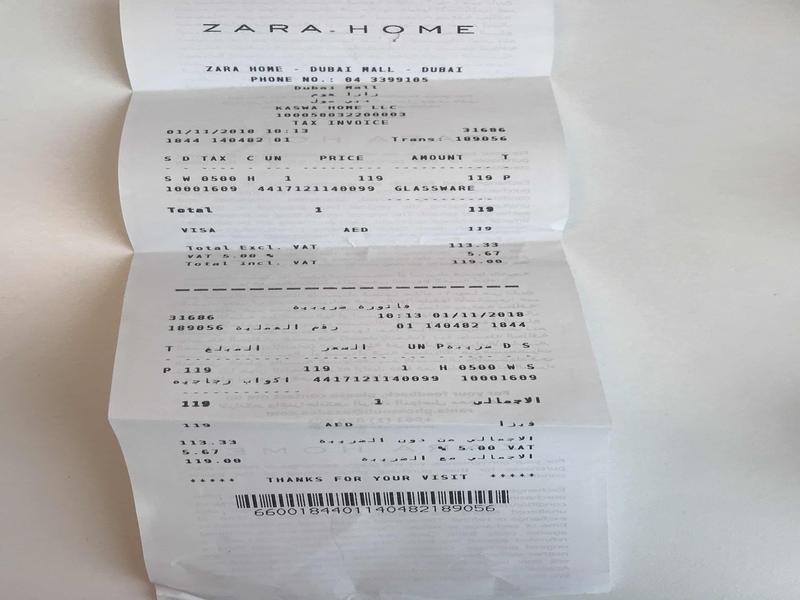 ZARA HOME
ZARA HOME - DUBAI MALL - DUBAI
PHONE NO.: 04 3399105
Dubai Mall
زارا هوم
دبي مول
KASWA HOME LLC
100050032200003
TAX INVOICE
01/11/2018 10:13 31686
1844 140482 01 Trans: 189056
S D TAX C UN PRICE AMOUNT T
S W 0500 H 1 119 119 P
10001609 4417121140099 GLASSWARE
Total 1 119
VISA AED 119
Total Excl. VAT 113.33
VAT 5.00 % 5.67
Total incl. VAT 119.00
فاتورة ضريبية
31686 10:13 01/11/2018
189056 رقم العملية 01 140482 1844
T المبلغ السعر UN P ضريبة D S
P 119 119 1 H 0500 W S
اكواب زجاجيه 4417121140099 10001609
119 1 الاجمالي
119 AED فيزا
113.33 الاجمالي من دون الضريبة
5.67 % 5.00 VAT
119.00 الاجمالي مع الضريبة
***** THANKS FOR YOUR VISIT *****
6600184401140482189056